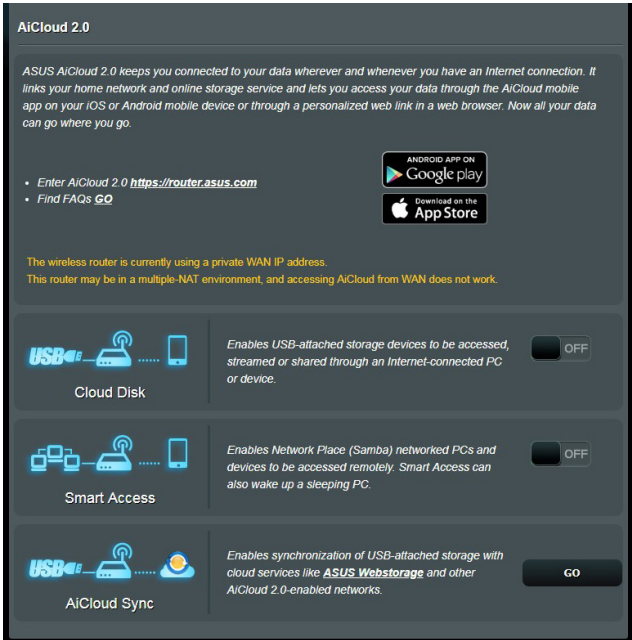 AiCloud 2.0
ASUS AiCloud 2.0 keeps you connected to your data wherever and whenever you have an Internet connection. It
links your home network and online storage service and lets you access your data through the AiCloud mobile
app on your iOS or Android mobile device or through a personalized web link in a web browser. Now all your data
can go where you go.
ANDROID APP ON
Google play
• Enter AiCloud 2.0 https://router.asus.com
• Find FAQs GO
Download on the
App Store
The wireless router is currently using a private WAN IP address.
This router may be in a multiple-NAT environment, and accessing AiCloud from WAN does not work.
USB
Cloud Disk
Enables USB-attached storage devices to be accessed,
streamed or shared through an Internet-connected PC
or device.
OFF
Smart Access
Enables Network Place (Samba) networked PCs and
devices to be accessed remotely. Smart Access can
also wake up a sleeping PC.
OFF
USB
AiCloud Sync
Enables synchronization of USB-attached storage with
cloud services like ASUS Webstorage and other
AiCloud 2.0-enabled networks.
GO